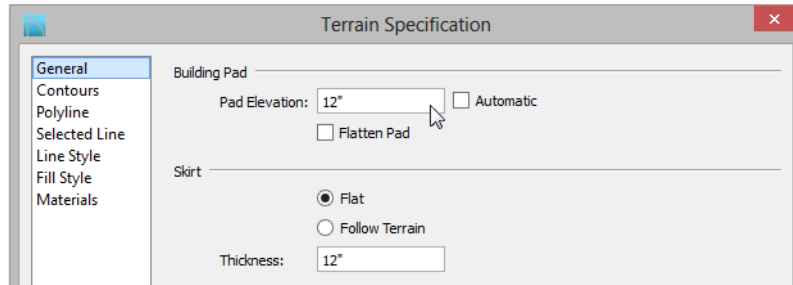 Terrain Specification
General
Contours
Polyline
Selected Line
Line Style
Fill Style
Materials
Building Pad
Pad Elevation: 12" Automatic
Flatten Pad
Skirt
Flat
Follow Terrain
Thickness: 12"